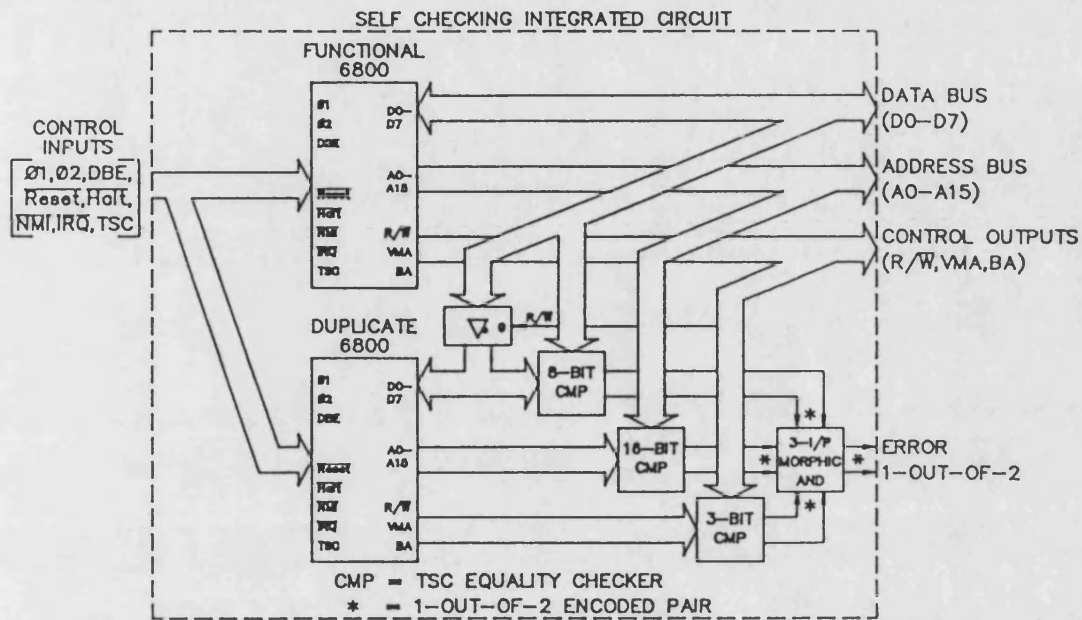 SELF CHECKING INTEGRATED CIRCUIT
FUNCTIONAL
6800
Ø1
Ø2
DBE
Reset
Halt
NMI
IRQ
TSC
D0-
D7
A0-
A15
R/W̅
VMA
BA
CONTROL
INPUTS
Ø1,Ø2,DBE,
R̅e̅s̅e̅t̅,H̅a̅l̅t̅,
N̅M̅I̅,I̅R̅Q̅,TSC
DATA BUS
(D0-D7)
ADDRESS BUS
(A0-A15)
CONTROL OUTPUTS
(R/W̅,VMA,BA)
R/W̅
DUPLICATE
6800
Ø1
Ø2
DBE
Reset
Halt
NMI
IRQ
TSC
D0-
D7
A0-
A15
R/W̅
VMA
BA
8-BIT
CMP
16-BIT
CMP
3-BIT
CMP
*
3-I/P
* MORPHIC *
AND
*
ERROR
1-OUT-OF-2
CMP = TSC EQUALITY CHECKER
* = 1-OUT-OF-2 ENCODED PAIR